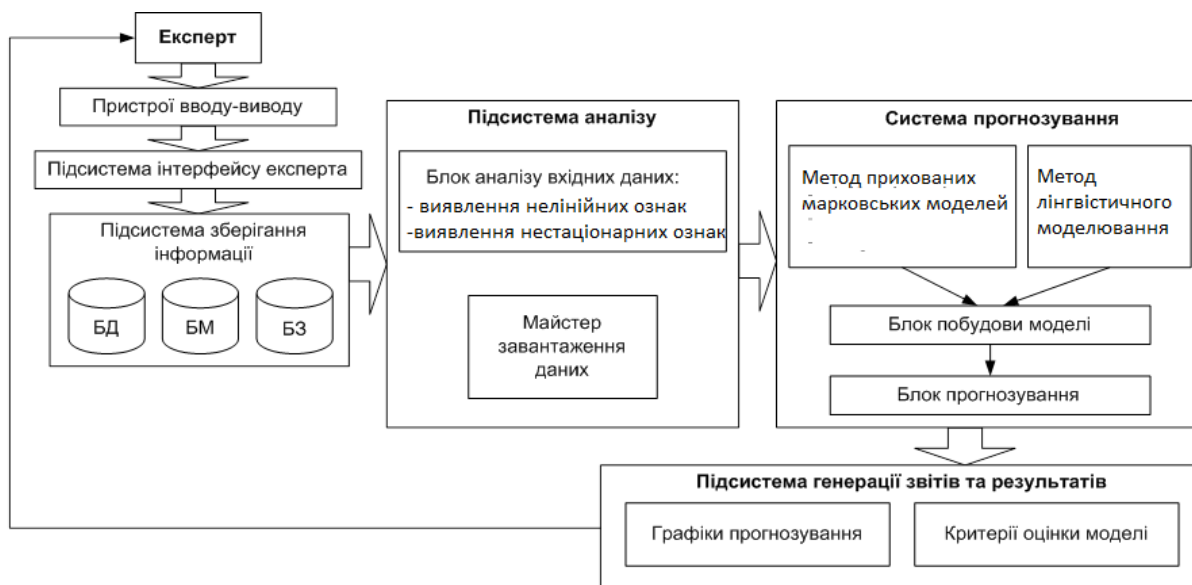 Експерт
Пристрої вводу-виводу
Підсистема інтерфейсу експерта
Підсистема зберігання
інформації
БД
БМ
БЗ
Підсистема аналізу
Блок аналізу вхідних даних:
- виявлення нелінійних ознак
-виявлення нестаціонарних ознак
Майстер
завантаження
даних
Система прогнозування
Метод прихованих
марковських моделей
Метод
лінгвістичного
моделювання
Блок побудови моделі
Блок прогнозування
Підсистема генерації звітів та результатів
Графіки прогнозування
Критерії оцінки моделі